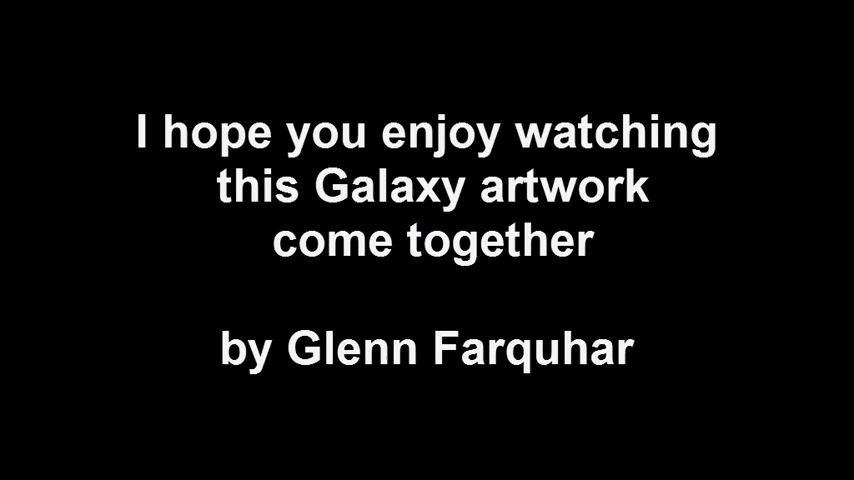 I hope you enjoy watching
this Galaxy artwork
come together
by Glenn Farquhar